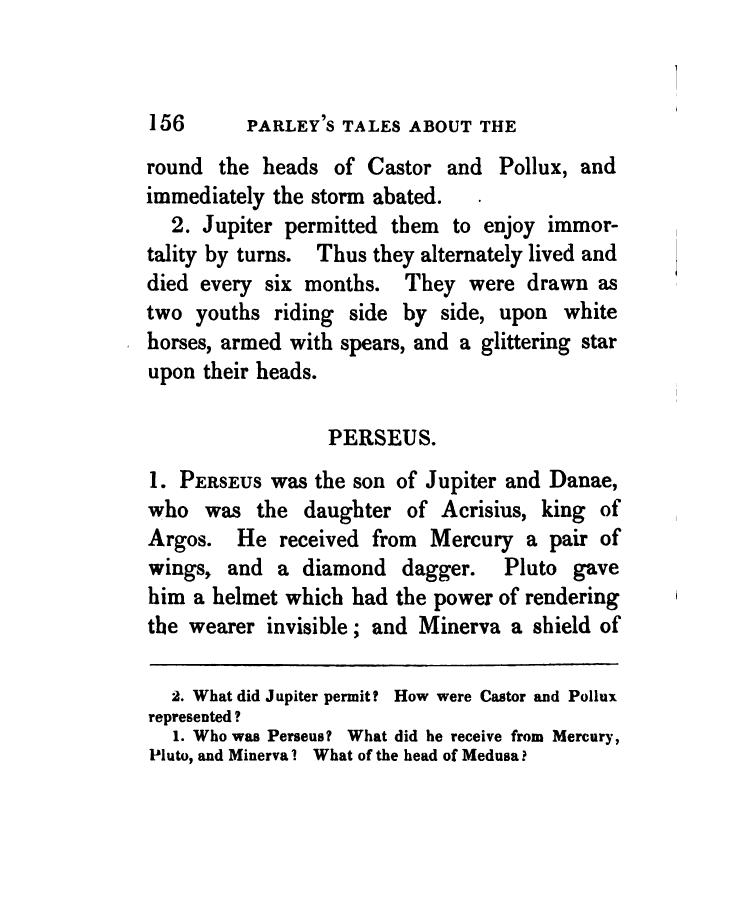 156 PARLEY'S TALES ABOUT THE
round the heads of Castor and Pollux, and
immediately the storm abated.
2. Jupiter permitted them to enjoy immor-
tality by turns. Thus they alternately lived and
died every six months. They were drawn as
two youths riding side by side, upon white
horses, armed with spears, and a glittering star
upon their heads.
PERSEUS.
1. PERSEUS was the son of Jupiter and Danae,
who was the daughter of Acrisius, king of
Argos. He received from Mercury a pair of
wings, and a diamond dagger. Pluto gave
him a helmet which had the power of rendering
the wearer invisible; and Minerva a shield of
2. What did Jupiter permit? How were Castor and Pollux
represented?
1. Who was Perseus? What did he receive from Mercury,
Pluto, and Minerva? What of the head of Medusa?